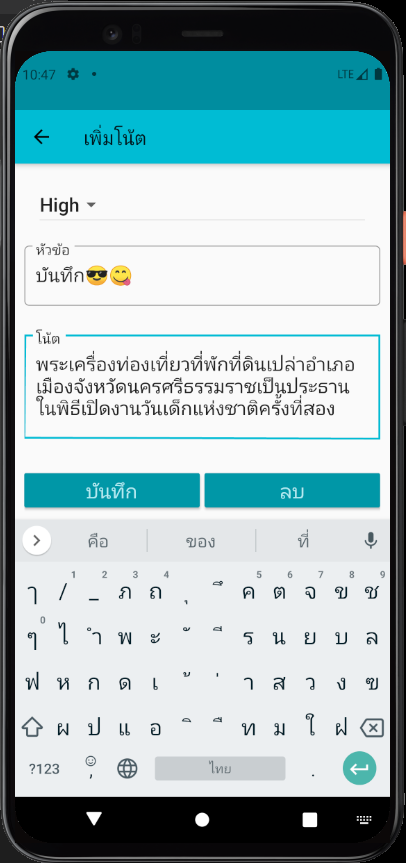 10:47
LTE
เพิ่มโน้ต
High
หัวข้อ
บันทึก😎😋
โน้ต
พระเครื่องท่องเที่ยวที่พักที่ดินเปล่าอำเภอ
เมืองจังหวัดนครศรีธรรมราชเป็นประธาน
ในพิธีเปิดงานวันเด็กแห่งชาติครั้งที่สอง
บันทึก ลบ
คือ ของ ที่
1 2 3 4 5 6 7 8 9
ๅ / _ ภ ถ ุ ึ ค ต จ ข ช
0
ๆ ไ ำ พ ะ ั ี ร น ย บ ล
ฟ ห ก ด เ ้ ่ า ส ว ง ฃ
ผ ป แ อ ิ ื ท ม ใ ฝ
?123 , ไทย .